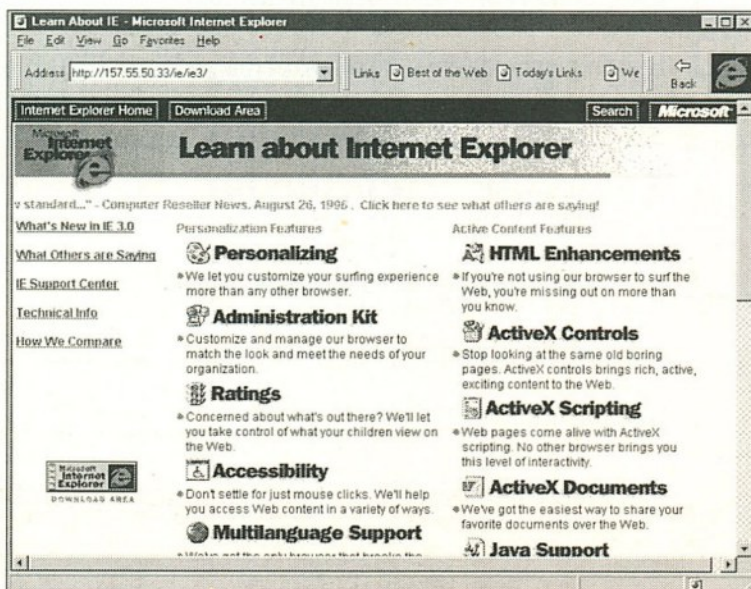 Learn About IE - Microsoft Internet Explorer
File Edit View Go Favorites Help
Address http://157.55.50.33/ie/ie3/ Links Best of the Web Today's Links We Back
Internet Explorer Home Download Area Search Microsoft
Microsoft Internet Explorer
Learn about Internet Explorer
v standard..." - Computer Reseller News, August 26, 1996. Click here to see what others are saying!
What's New in IE 3.0
What Others are Saying
IE Support Center
Technical Info
How We Compare
Microsoft Internet Explorer
DOWNLOAD AREA
Personalization Features
Personalizing
We let you customize your surfing experience
more than any other browser.
Administration Kit
Customize and manage our browser to
match the look and meet the needs of your
organization.
Ratings
Concerned about what's out there? We'll let
you take control of what your children view on
the Web.
Accessibility
Don't settle for just mouse clicks. We'll help
you access Web content in a variety of ways.
Multilanguage Support
We've got the only browser that breaks the
Active Content Features
HTML Enhancements
If you're not using our browser to surf the
Web, you're missing out on more than
you know.
ActiveX Controls
Stop looking at the same old boring
pages. ActiveX controls brings rich, active,
exciting content to the Web.
ActiveX Scripting
Web pages come alive with ActiveX
scripting. No other browser brings you
this level of interactivity.
ActiveX Documents
We've got the easiest way to share your
favorite documents over the Web.
Java Support